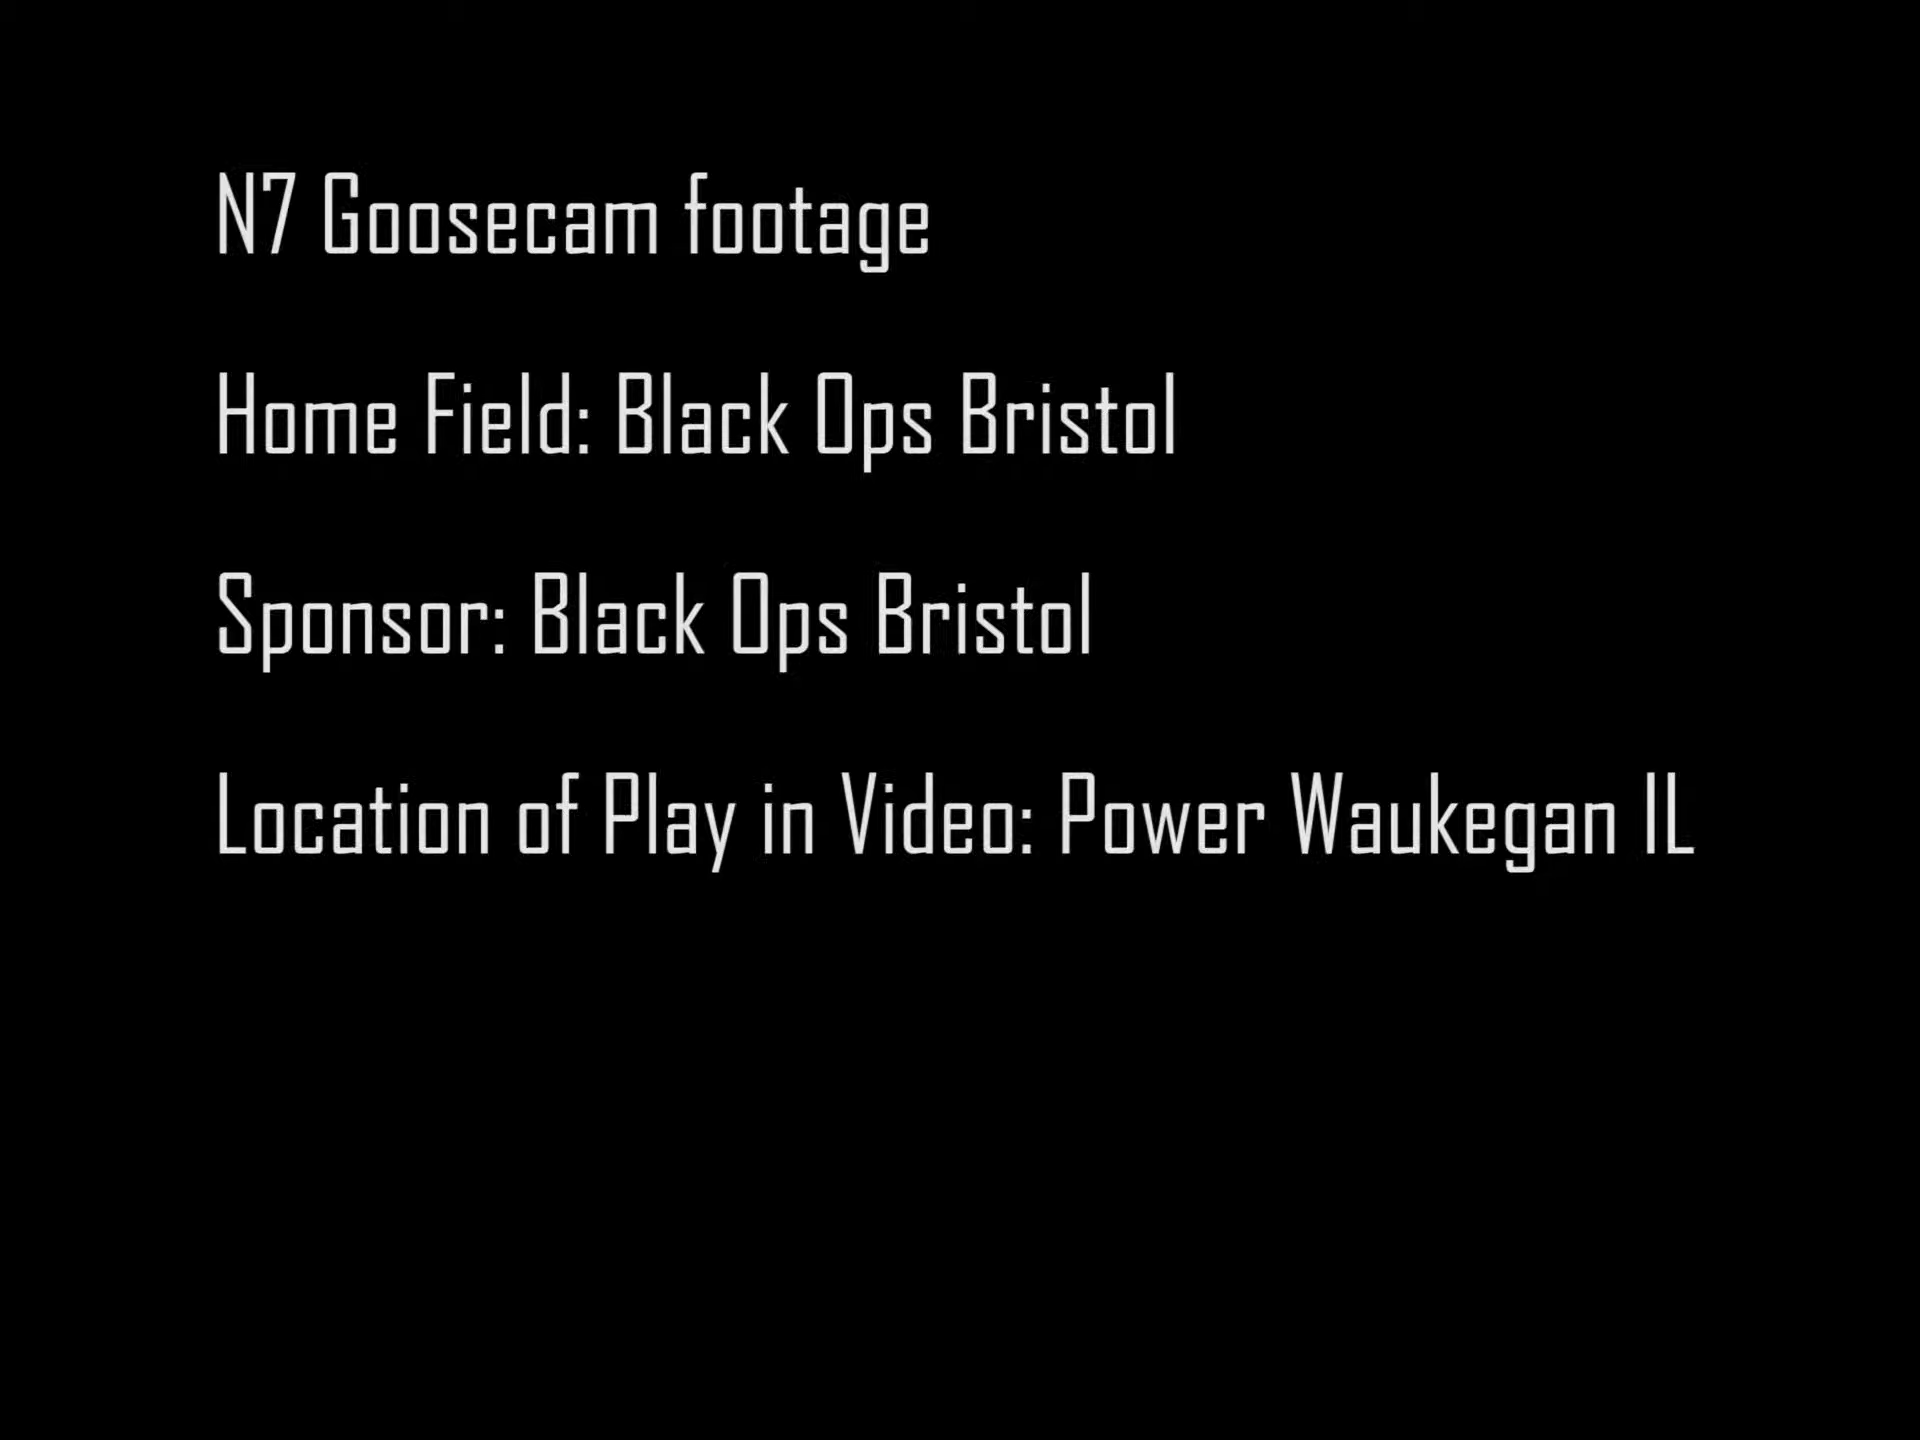 N7 Goosecam footage
Home Field: Black Ops Bristol
Sponsor: Black Ops Bristol
Location of Play in Video: Power Waukegan IL